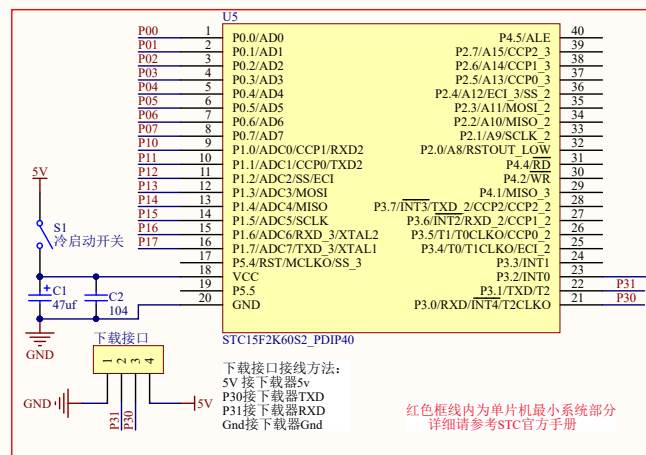 U5
P00 1 P0.0/AD0 P4.5/ALE 40
P01 2 P0.1/AD1 P2.7/A15/CCP2_3 39
P02 3 P0.2/AD2 P2.6/A14/CCP1_3 38
P03 4 P0.3/AD3 P2.5/A13/CCP0_3 37
P04 5 P0.4/AD4 P2.4/A12/ECI_3/SS_2 36
P05 6 P0.5/AD5 P2.3/A11/MOSI_2 35
P06 7 P0.6/AD6 P2.2/A10/MISO_2 34
P07 8 P0.7/AD7 P2.1/A9/SCLK_2 33
P10 9 P1.0/ADC0/CCP1/RXD2 P2.0/A8/RSTOUT_LOW 32
P11 10 P1.1/ADC1/CCP0/TXD2 P4.4/RD 31
P12 11 P1.2/ADC2/SS/ECI P4.2/WR 30
P13 12 P1.3/ADC3/MOSI P4.1/MISO_3 29
P14 13 P1.4/ADC4/MISO P3.7/INT3/TXD_2/CCP2/CCP2_2 28
P15 14 P1.5/ADC5/SCLK P3.6/INT2/RXD_2/CCP1_2 27
P16 15 P1.6/ADC6/RXD_3/XTAL2 P3.5/T1/T0CLKO/CCP0_2 26
P17 16 P1.7/ADC7/TXD_3/XTAL1 P3.4/T0/T1CLKO/ECI_2 25
17 P5.4/RST/MCLKO/SS_3 P3.3/INT1 24
18 VCC P3.2/INT0 23
19 P5.5 P3.1/TXD/T2 22 P31
20 GND P3.0/RXD/INT4/T2CLKO 21 P30
STC15F2K60S2_PDIP40
5V
S1
冷启动开关
+
C1
47uf
C2
104
GND
下载接口
1 2 3 4
GND
P31
P30
5V
下载接口接线方法:
5V 接下载器5v
P30接下载器TXD
P31接下载器RXD
Gnd接下载器Gnd
红色框线内为单片机最小系统部分
详细请参考STC官方手册